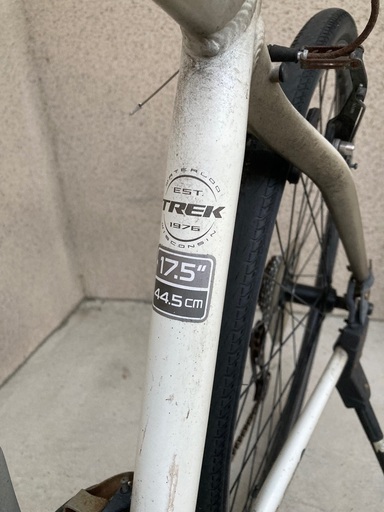 WATERLOO
EST.
TREK
1976
WISCONSIN
17.5"
44.5 cm